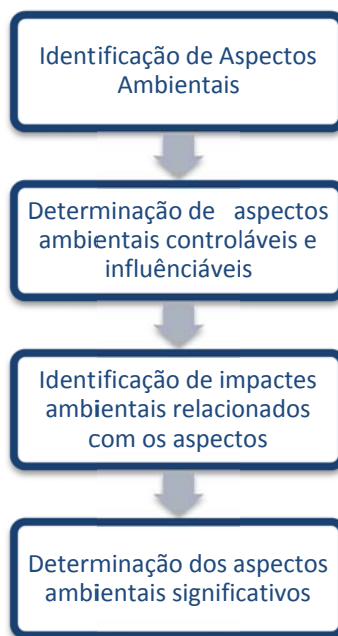 Identificação de Aspectos
Ambientais
Determinação de aspectos
ambientais controláveis e
influênciáveis
Identificação de impactes
ambientais relacionados
com os aspectos
Determinação dos aspectos
ambientais significativos